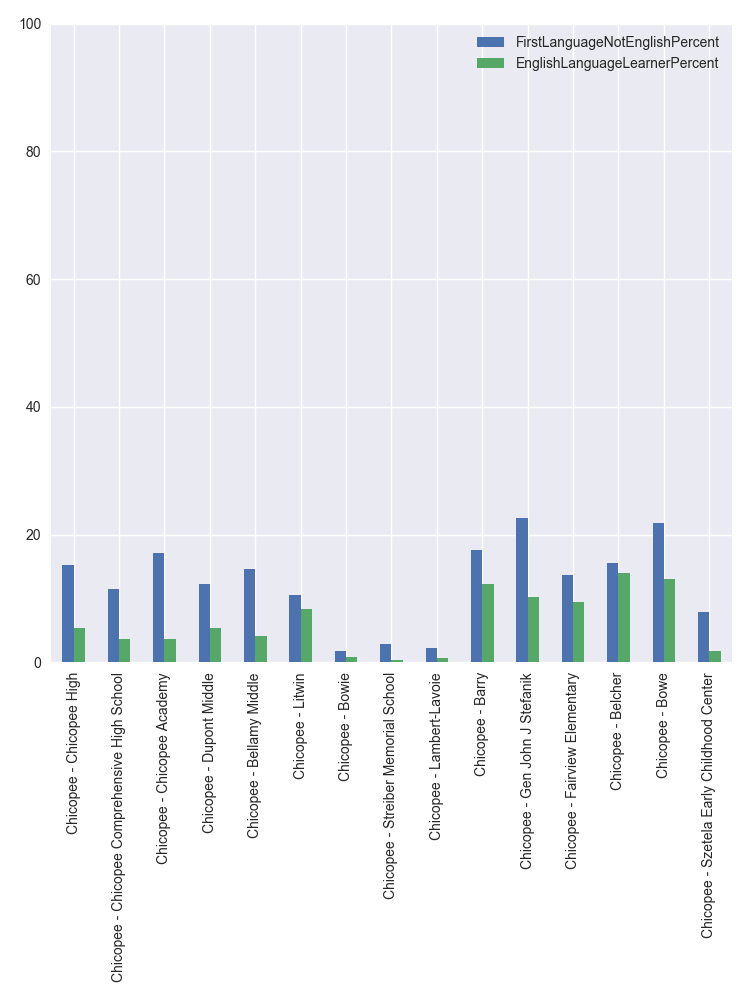 100
80
60
40
20
0
FirstLanguageNotEnglishPercent
EnglishLanguageLearnerPercent
Chicopee - Chicopee High
Chicopee - Chicopee Comprehensive High School
Chicopee - Chicopee Academy
Chicopee - Dupont Middle
Chicopee - Bellamy Middle
Chicopee - Litwin
Chicopee - Bowie
Chicopee - Streiber Memorial School
Chicopee - Lambert-Lavoie
Chicopee - Barry
Chicopee - Gen John J Stefanik
Chicopee - Fairview Elementary
Chicopee - Belcher
Chicopee - Bowe
Chicopee - Szetela Early Childhood Center